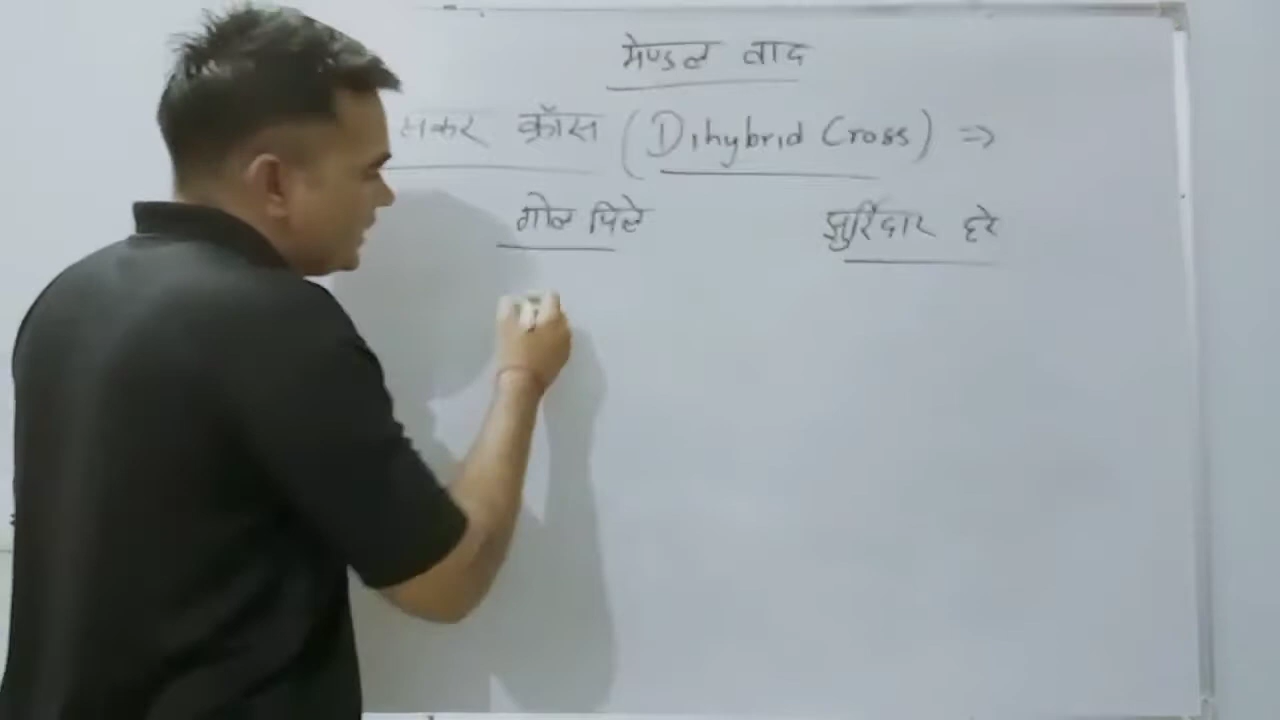 मेण्डल वाद
संकर क्रॉस (Dihybrid Cross) =>
गोल पिले झुर्रिदार हरे